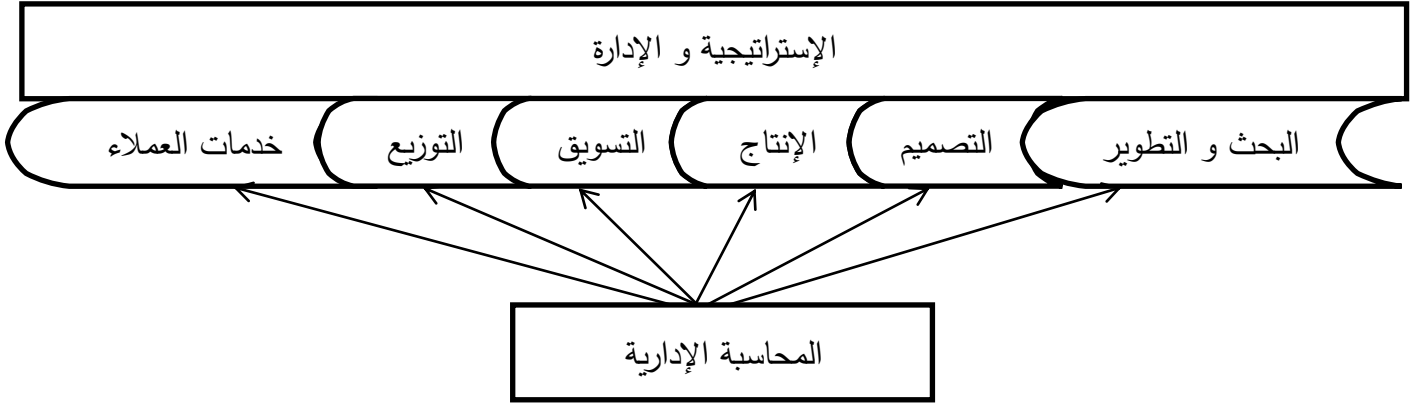 الإستراتيجية و الإدارة
البحث و التطوير
التصميم
الإنتاج
التسويق
التوزيع
خدمات العملاء
المحاسبة الإدارية